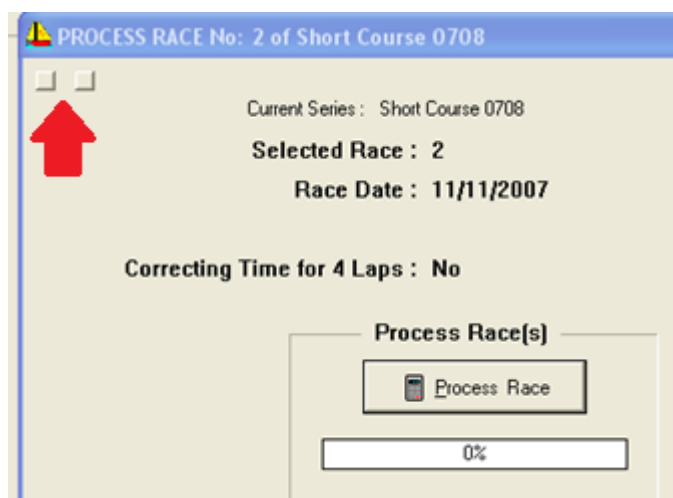 PROCESS RACE No: 2 of Short Course 0708
Current Series : Short Course 0708
Selected Race : 2
Race Date : 11/11/2007
Correcting Time for 4 Laps : No
Process Race(s)
Process Race
0%